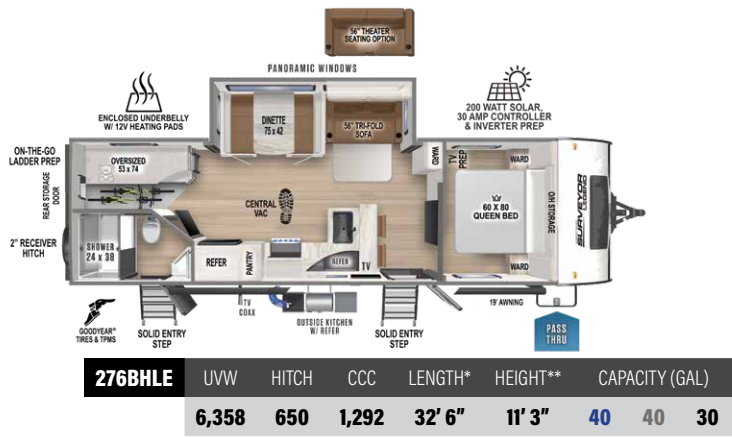 56" THEATER
SEATING OPTION
PANORAMIC WINDOWS
ENCLOSED UNDERBELLY
W/ 12V HEATING PADS
DINETTE
75 x 42
56" TRI-FOLD
SOFA
200 WATT SOLAR,
30 AMP CONTROLLER
& INVERTER PREP
ON-THE-GO
LADDER PREP
REAR STORAGE
DOOR
OVERSIZED
53 x 74
WARD
TV
PREP
WARD
CENTRAL
VAC
60 X 80
QUEEN BED
OH STORAGE
SURVEYOR
LEGEND
2" RECEIVER
HITCH
SHOWER
24 x 38
REFER
PANTRY
REFER
TV
WARD
GOODYEAR®
TIRES & TPMS
SOLID ENTRY
STEP
TV
COAX
OUTSIDE KITCHEN
W/ REFER
SOLID ENTRY
STEP
19' AWNING
PASS
THRU
276BHLE UVW HITCH CCC LENGTH* HEIGHT** CAPACITY (GAL)
6,358 650 1,292 32' 6" 11' 3" 40 40 30